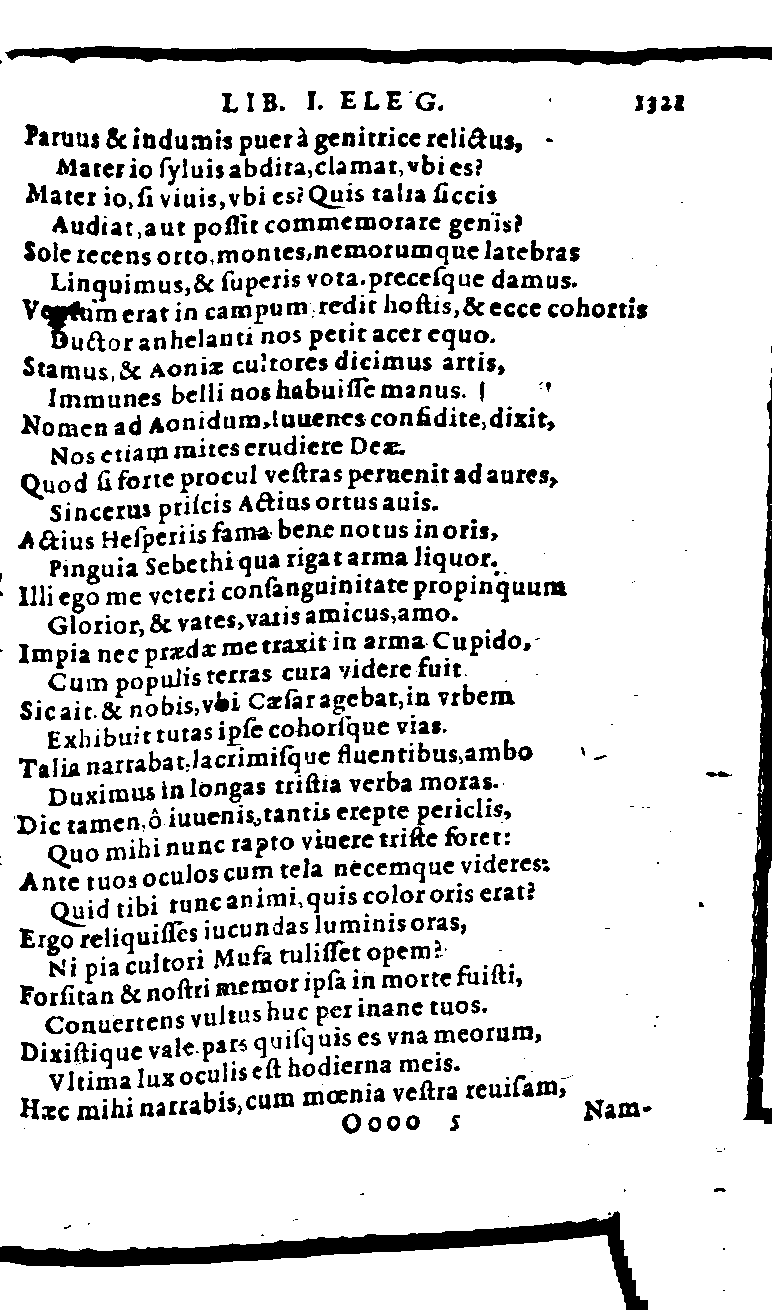 LIB. I. ELEG. 1321
Paruus & in dumis puer à genitrice relictus,
Mater io ſyluis abdita, clamat, vbi es?
Mater io, ſi viuis, vbi es? Quis talia ſiccis
Audiat, aut poſſit commemorare genis?
Sole recens orto, montes, nemorumque latebras
Linquimus, & ſuperis vota. preceſque damus.
erat in campum. redit hoſtis, & ecce cohortis
Ductor anhelanti nos petit acer equo.
Stamus, & Aoniæ cultores dicimus artis,
Immunes belli nos habuiſſe manus.
Nomen ad Aonidum, Iuuenes confidite, dixit,
Nos etiam mites erudiere Deæ.
Quod ſi forte procul veſtras peruenit ad aures,
Sincerus priſcis Actius ortus auis.
Actius Heſperiis fama bene notus in oris,
Pinguia Sebethi qua rigat arma liquor.
Illi ego me veteri conſanguinitate propinquum
Glorior, & vates, vatis amicus, amo.
Impia nec prædæ me traxit in arma Cupido,
Cum populis terras cura videre fuit.
Sic ait. & nobis, vbi Cæſar agebat, in vrbem
Exhibuit tutas ipſe cohorſque vias.
Talia narrabat, lacrimiſque fluentibus, ambo
Duximus in longas triſtia verba moras.
Dic tamen, ô iuuenis, tantis erepte periclis,
Quo mihi nunc rapto viuere triſte foret:
Ante tuos oculos cum tela necemque videres:
Quid tibi tunc animi, quis color oris erat?
Ergo reliquiſſes iucundas luminis oras,
Ni pia cultori Muſa tuliſſet opem?
Forſitan & noſtri memor ipſa in morte fuiſti,
Conuertens vultus huc per inane tuos.
Dixiſtique vale. pars quiſquis es vna meorum,
Vltima lux oculis eſt hodierna meis.
Hæc mihi narrabis, cum mœnia veſtra reuiſam,
Oooo 5 Nam-